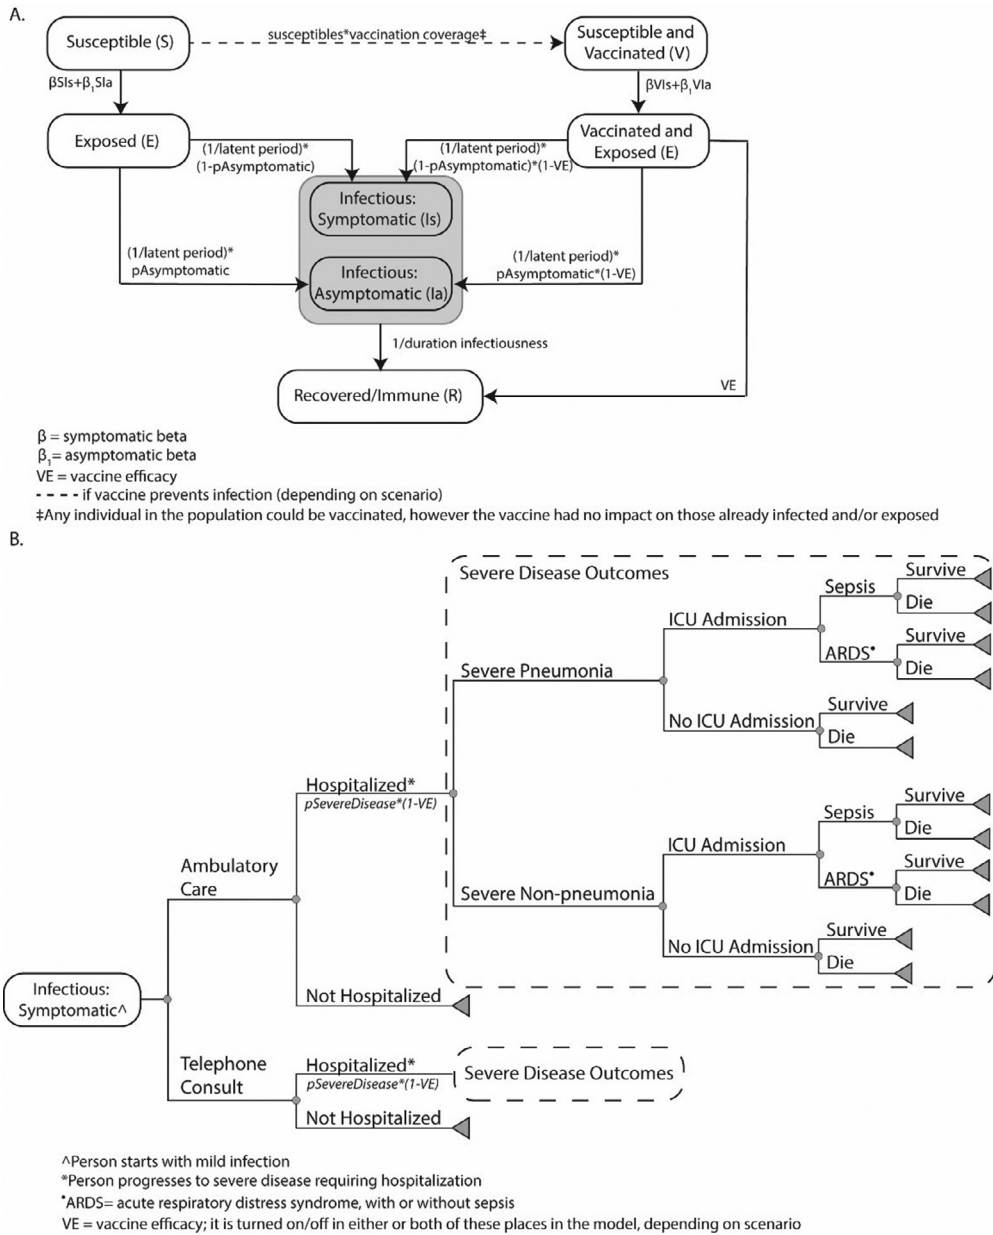 A.
Susceptible (S)
susceptibles*vaccination coverage‡
Susceptible and
Vaccinated (V)
βSIs+β₁SIa
βVIs+β₁VIa
Exposed (E)
(1/latent period)*
(1-pAsymptomatic)
(1/latent period)*
(1-pAsymptomatic)*(1-VE)
Vaccinated and
Exposed (E)
Infectious:
Symptomatic (Is)
(1/latent period)*
pAsymptomatic
Infectious:
Asymptomatic (Ia)
(1/latent period)*
pAsymptomatic*(1-VE)
1/duration infectiousness
Recovered/Immune (R)
VE
β = symptomatic beta
β₁= asymptomatic beta
VE = vaccine efficacy
- - - - if vaccine prevents infection (depending on scenario)
‡Any individual in the population could be vaccinated, however the vaccine had no impact on those already infected and/or exposed
B.
Severe Disease Outcomes
Survive
Sepsis
Die
ICU Admission
Survive
ARDS•
Die
Severe Pneumonia
Survive
No ICU Admission
Die
Hospitalized*
pSevereDisease*(1-VE)
Survive
Sepsis
Die
ICU Admission
Survive
ARDS•
Die
Ambulatory
Care
Severe Non-pneumonia
Survive
No ICU Admission
Die
Not Hospitalized
Infectious:
Symptomatic^
Telephone
Consult
Hospitalized*
pSevereDisease*(1-VE)
Severe Disease Outcomes
Not Hospitalized
^Person starts with mild infection
*Person progresses to severe disease requiring hospitalization
•ARDS= acute respiratory distress syndrome, with or without sepsis
VE = vaccine efficacy; it is turned on/off in either or both of these places in the model, depending on scenario